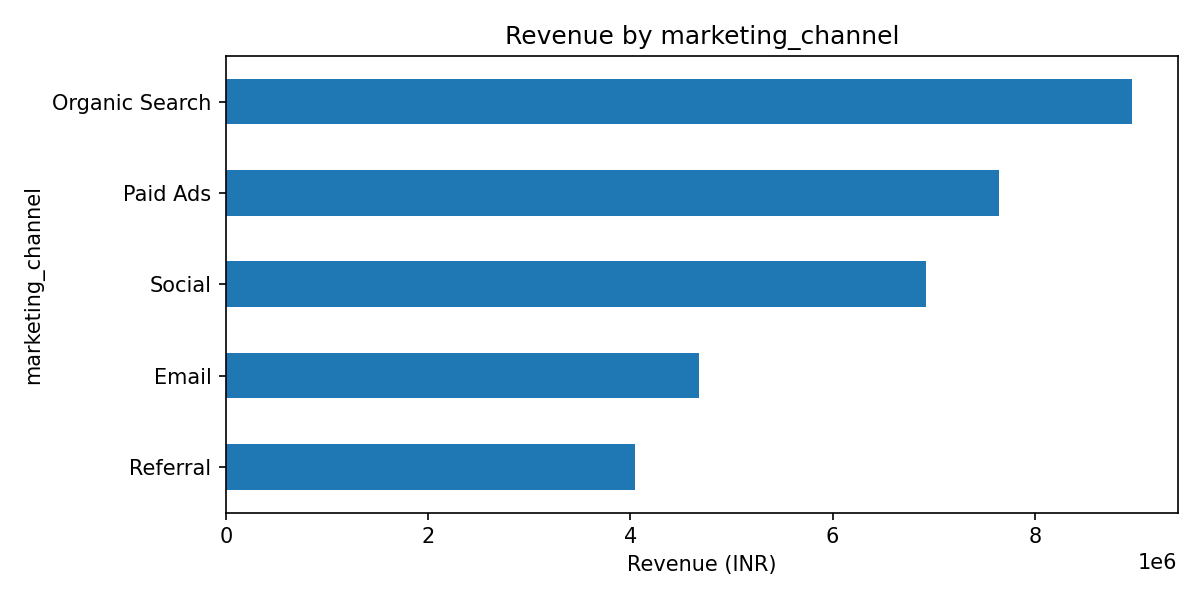 Revenue by marketing_channel
marketing_channel
Organic Search
Paid Ads
Social
Email
Referral
0 2 4 6 8
1e6
Revenue (INR)